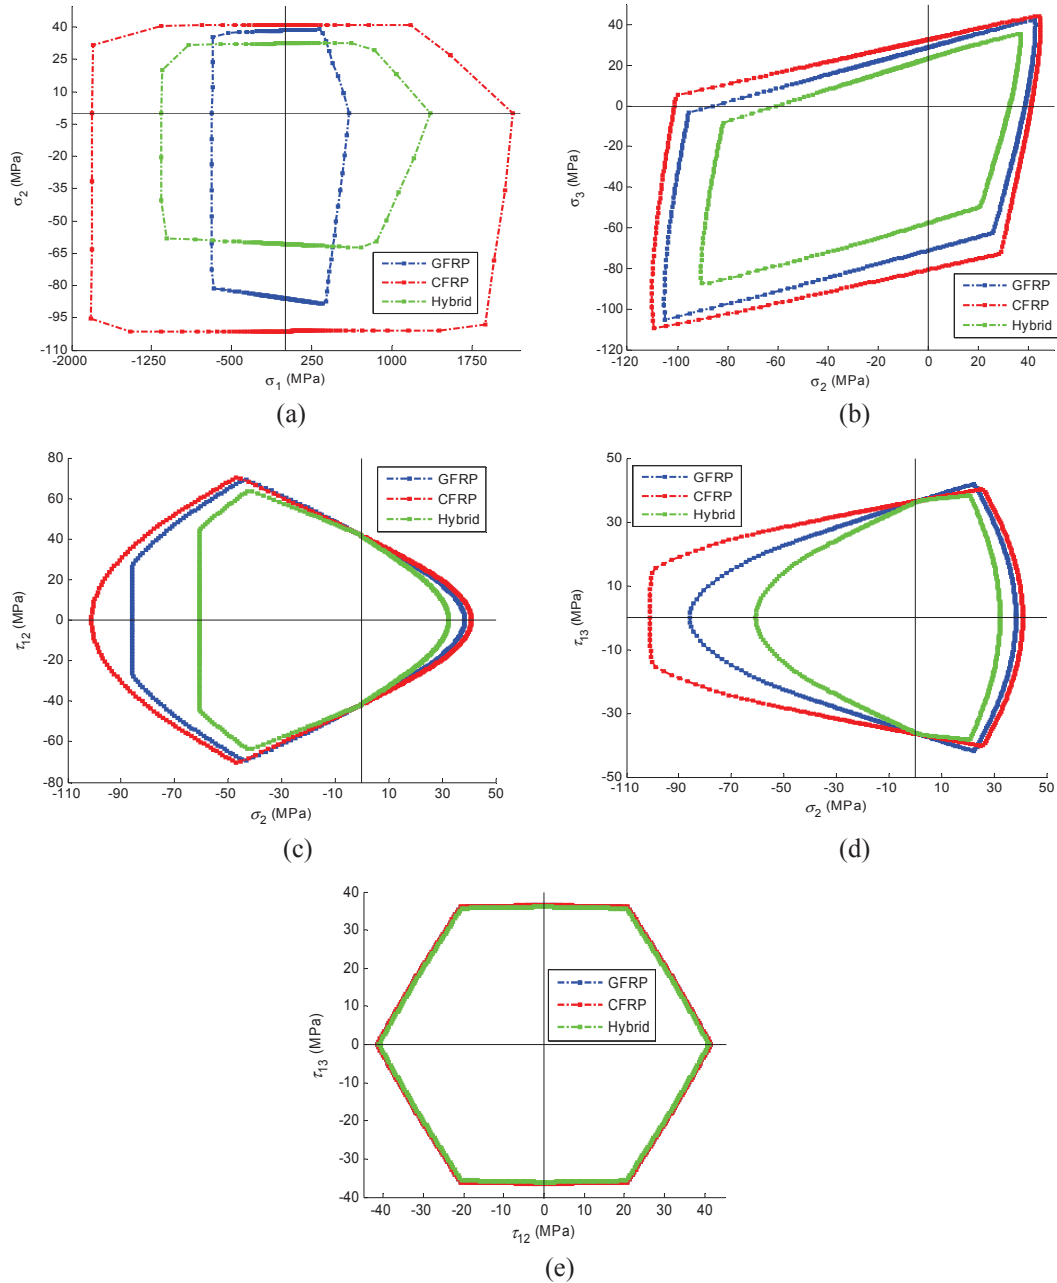 40
25
10
-5
-20
-35
-50
-65
-80
-95
-110
σ2 (MPa)
-2000 -1250 -500 250 1000 1750
σ1 (MPa)
GFRP
CFRP
Hybrid
(a)
40
20
0
-20
-40
-60
-80
-100
-120
σ3 (MPa)
-120 -100 -80 -60 -40 -20 0 20 40
σ2 (MPa)
GFRP
CFRP
Hybrid
(b)
80
60
40
20
0
-20
-40
-60
-80
τ12 (MPa)
-110 -90 -70 -50 -30 -10 10 30 50
σ2 (MPa)
GFRP
CFRP
Hybrid
(c)
50
30
10
-10
-30
-50
τ13 (MPa)
-110 -90 -70 -50 -30 -10 10 30 50
σ2 (MPa)
GFRP
CFRP
Hybrid
(d)
40
30
20
10
0
-10
-20
-30
-40
τ13 (MPa)
-40 -30 -20 -10 0 10 20 30 40
τ12 (MPa)
GFRP
CFRP
Hybrid
(e)